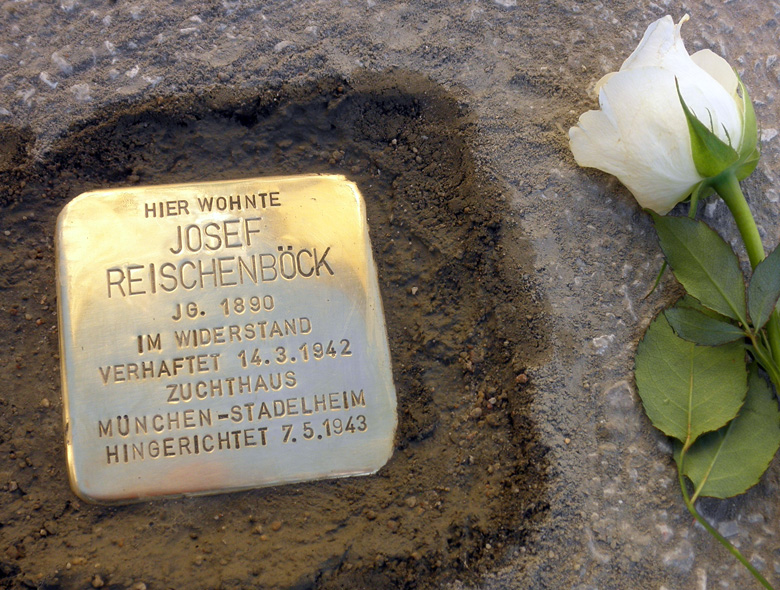 HIER WOHNTE
JOSEF
REISCHENBÖCK
JG. 1890
IM WIDERSTAND
VERHAFTET 14.3.1942
ZUCHTHAUS
MÜNCHEN-STADELHEIM
HINGERICHTET 7.5.1943